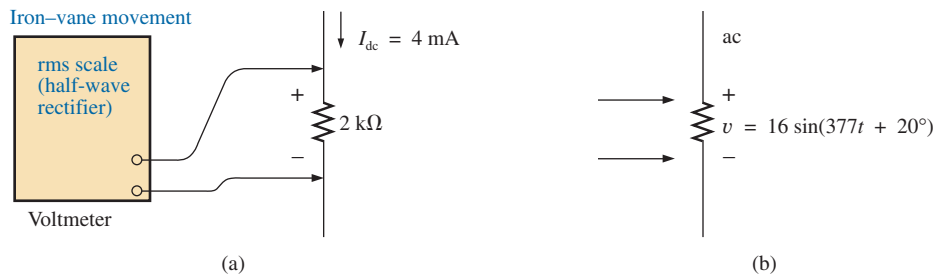 Iron–vane movement
rms scale
(half-wave
rectifier)
Voltmeter
I_dc = 4 mA
+
2 kΩ
–
(a)
ac
+
v = 16 sin(377t + 20°)
–
(b)